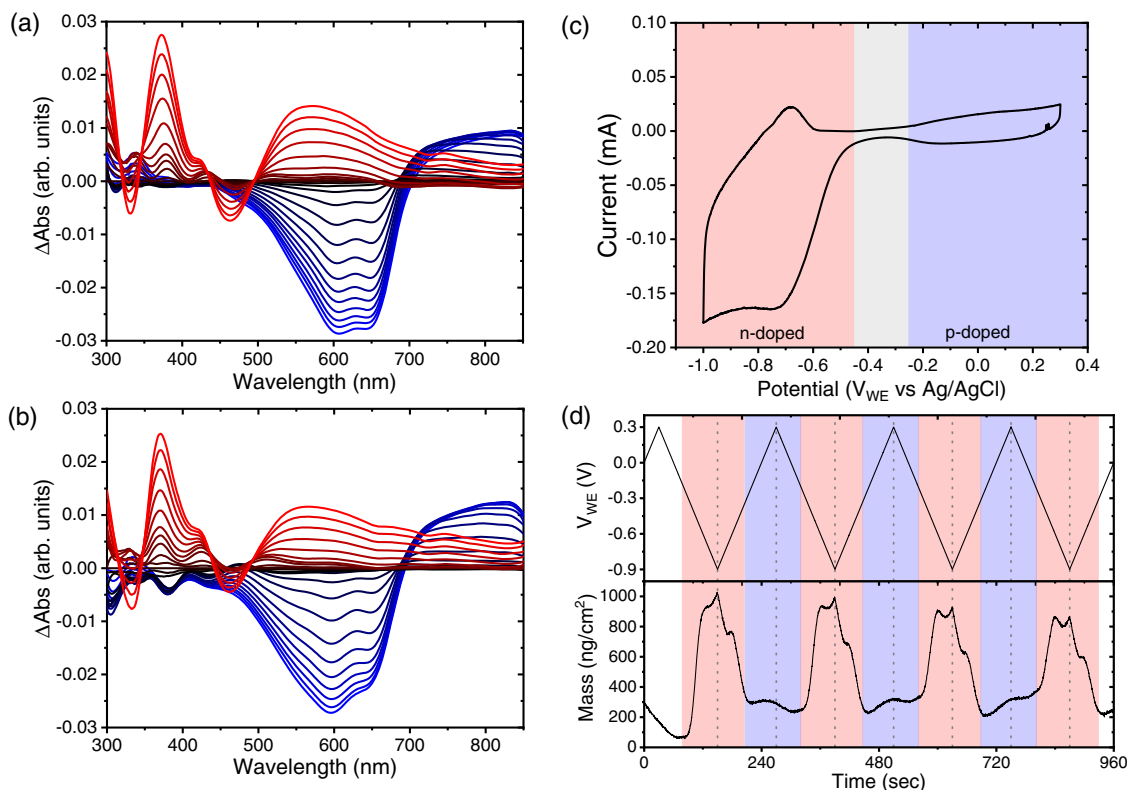 (a)
0.03
0.02
0.01
0.00
-0.01
-0.02
-0.03
ΔAbs (arb. units)
300 400 500 600 700 800
Wavelength (nm)
(b)
0.03
0.02
0.01
0.00
-0.01
-0.02
-0.03
ΔAbs (arb. units)
300 400 500 600 700 800
Wavelength (nm)
(c)
0.10
0.05
0.00
-0.05
-0.10
-0.15
-0.20
Current (mA)
n-doped p-doped
-1.0 -0.8 -0.6 -0.4 -0.2 0.0 0.2 0.4
Potential (V_WE vs Ag/AgCl)
(d)
0.3
0.0
-0.3
-0.6
-0.9
V_WE (V)
1000
800
600
400
200
0
Mass (ng/cm²)
0 240 480 720 960
Time (sec)